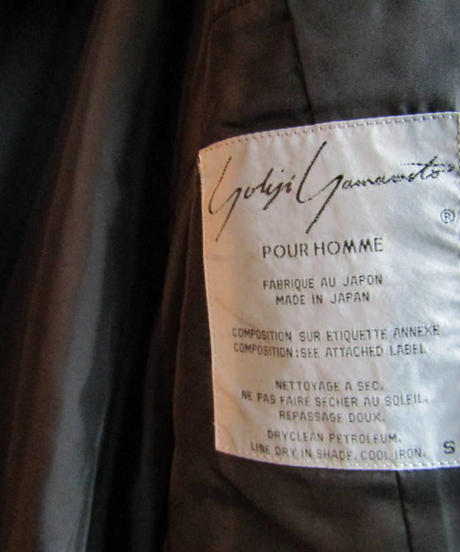 Yohji Yamamoto
®
POUR HOMME
FABRIQUE AU JAPON
MADE IN JAPAN
COMPOSITION SUR ETIQUETTE ANNEXE
COMPOSITION:SEE ATTACHED LABEL.
NETTOYAGE A SEC.
NE PAS FAIRE SECHER AU SOLEIL.
REPASSAGE DOUX.
DRYCLEAN PETROLEUM.
LINE DRY IN SHADE. COOL IRON.
S